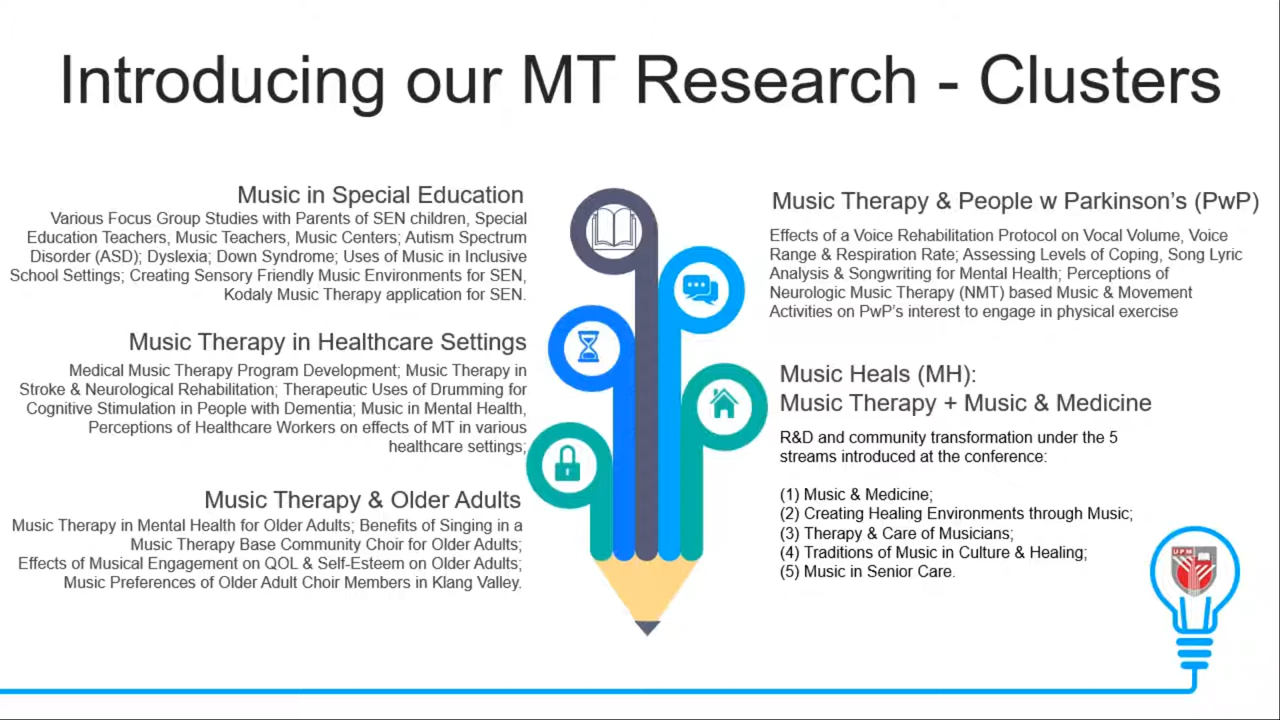 Introducing our MT Research - Clusters
Music in Special Education
Various Focus Group Studies with Parents of SEN children, Special
Education Teachers, Music Teachers, Music Centers; Autism Spectrum
Disorder (ASD); Dyslexia; Down Syndrome; Uses of Music in Inclusive
School Settings; Creating Sensory Friendly Music Environments for SEN,
Kodaly Music Therapy application for SEN.
Music Therapy in Healthcare Settings
Medical Music Therapy Program Development; Music Therapy in
Stroke & Neurological Rehabilitation; Therapeutic Uses of Drumming for
Cognitive Stimulation in People with Dementia; Music in Mental Health,
Perceptions of Healthcare Workers on effects of MT in various
healthcare settings;
Music Therapy & Older Adults
Music Therapy in Mental Health for Older Adults; Benefits of Singing in a
Music Therapy Base Community Choir for Older Adults;
Effects of Musical Engagement on QOL & Self-Esteem on Older Adults;
Music Preferences of Older Adult Choir Members in Klang Valley.
Music Therapy & People w Parkinson's (PwP)
Effects of a Voice Rehabilitation Protocol on Vocal Volume, Voice
Range & Respiration Rate; Assessing Levels of Coping, Song Lyric
Analysis & Songwriting for Mental Health; Perceptions of
Neurologic Music Therapy (NMT) based Music & Movement
Activities on PwP's interest to engage in physical exercise
Music Heals (MH):
Music Therapy + Music & Medicine
R&D and community transformation under the 5
streams introduced at the conference:
(1) Music & Medicine;
(2) Creating Healing Environments through Music;
(3) Therapy & Care of Musicians;
(4) Traditions of Music in Culture & Healing;
(5) Music in Senior Care.
UPM